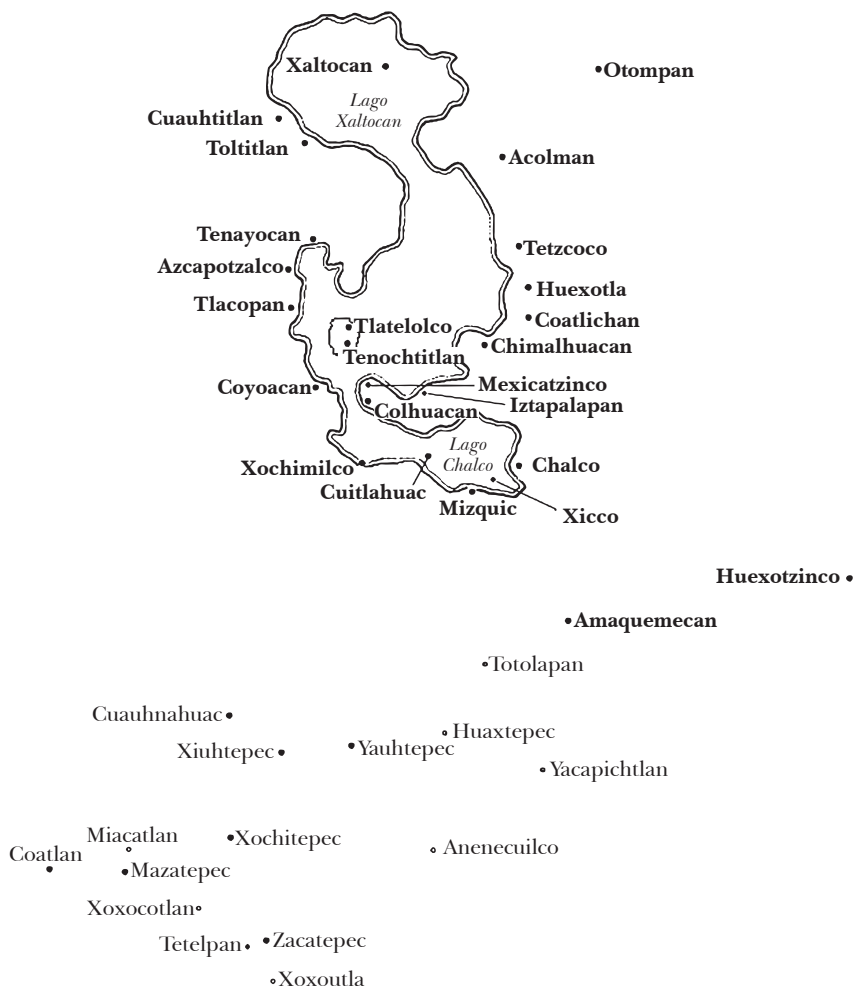 Xaltocan
Otompan
Lago
Xaltocan
Cuauhtitlan
Toltitlan
Acolman
Tenayocan
Tetzcoco
Azcapotzalco
Huexotla
Tlacopan
Coatlichan
Tlatelolco
Chimalhuacan
Tenochtitlan
Mexicatzinco
Coyoacan
Iztapalapan
Colhuacan
Lago
Chalco
Xochimilco
Chalco
Cuitlahuac
Mizquic
Xicco
Huexotzinco
Amaquemecan
Totolapan
Cuauhnahuac
Huaxtepec
Xiuhtepec
Yauhtepec
Yacapichtlan
Miacatlan
Xochitepec
Anenecuilco
Coatlan
Mazatepec
Xoxocotlan
Tetelpan
Zacatepec
Xoxoutla